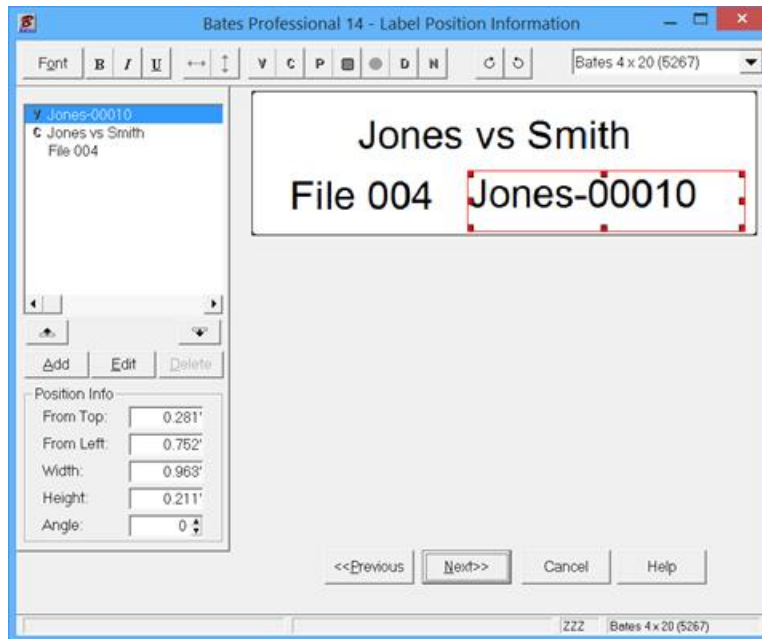 Bates Professional 14 - Label Position Information
Font B I U V C P D N Bates 4 x 20 (5267)
V Jones-00010
C Jones vs Smith
File 004
Jones vs Smith
File 004 Jones-00010
Add Edit Delete
Position Info
From Top: 0.281'
From Left: 0.752'
Width: 0.963'
Height: 0.211'
Angle: 0
<<Previous Next>> Cancel Help
ZZZ Bates 4 x 20 (5267)